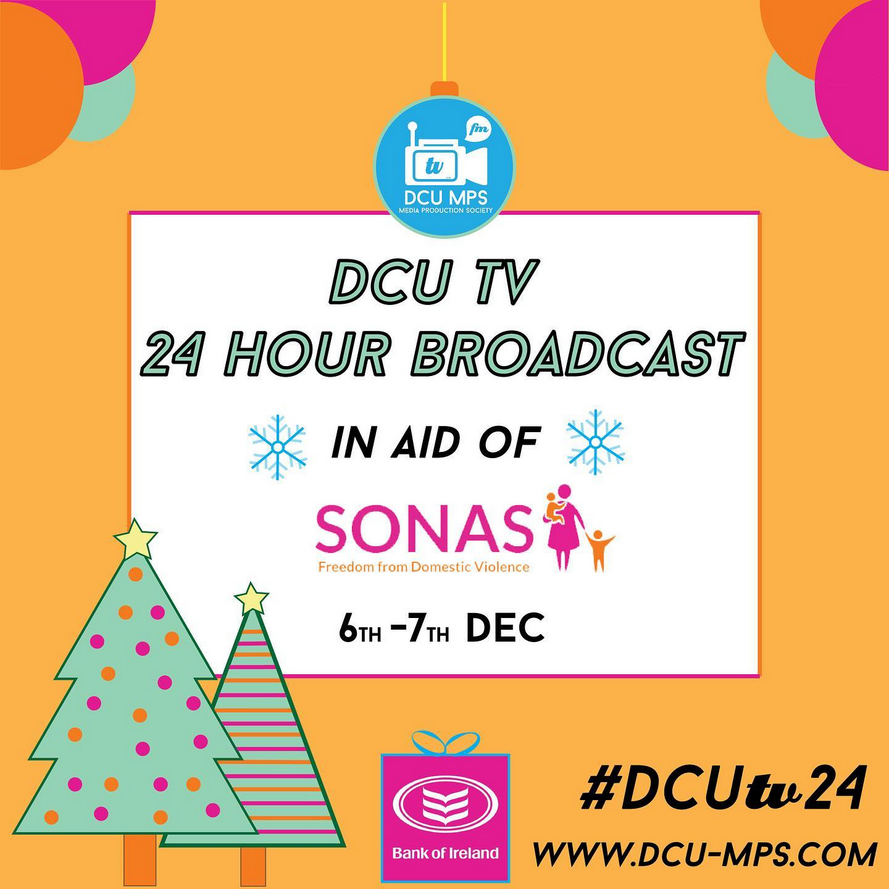 fm
tv
DCU MPS
MEDIA PRODUCTION SOCIETY
DCU TV
24 HOUR BROADCAST
IN AID OF
SONAS
Freedom from Domestic Violence
6TH -7TH DEC
Bank of Ireland
#DCUtv24
WWW.DCU-MPS.COM